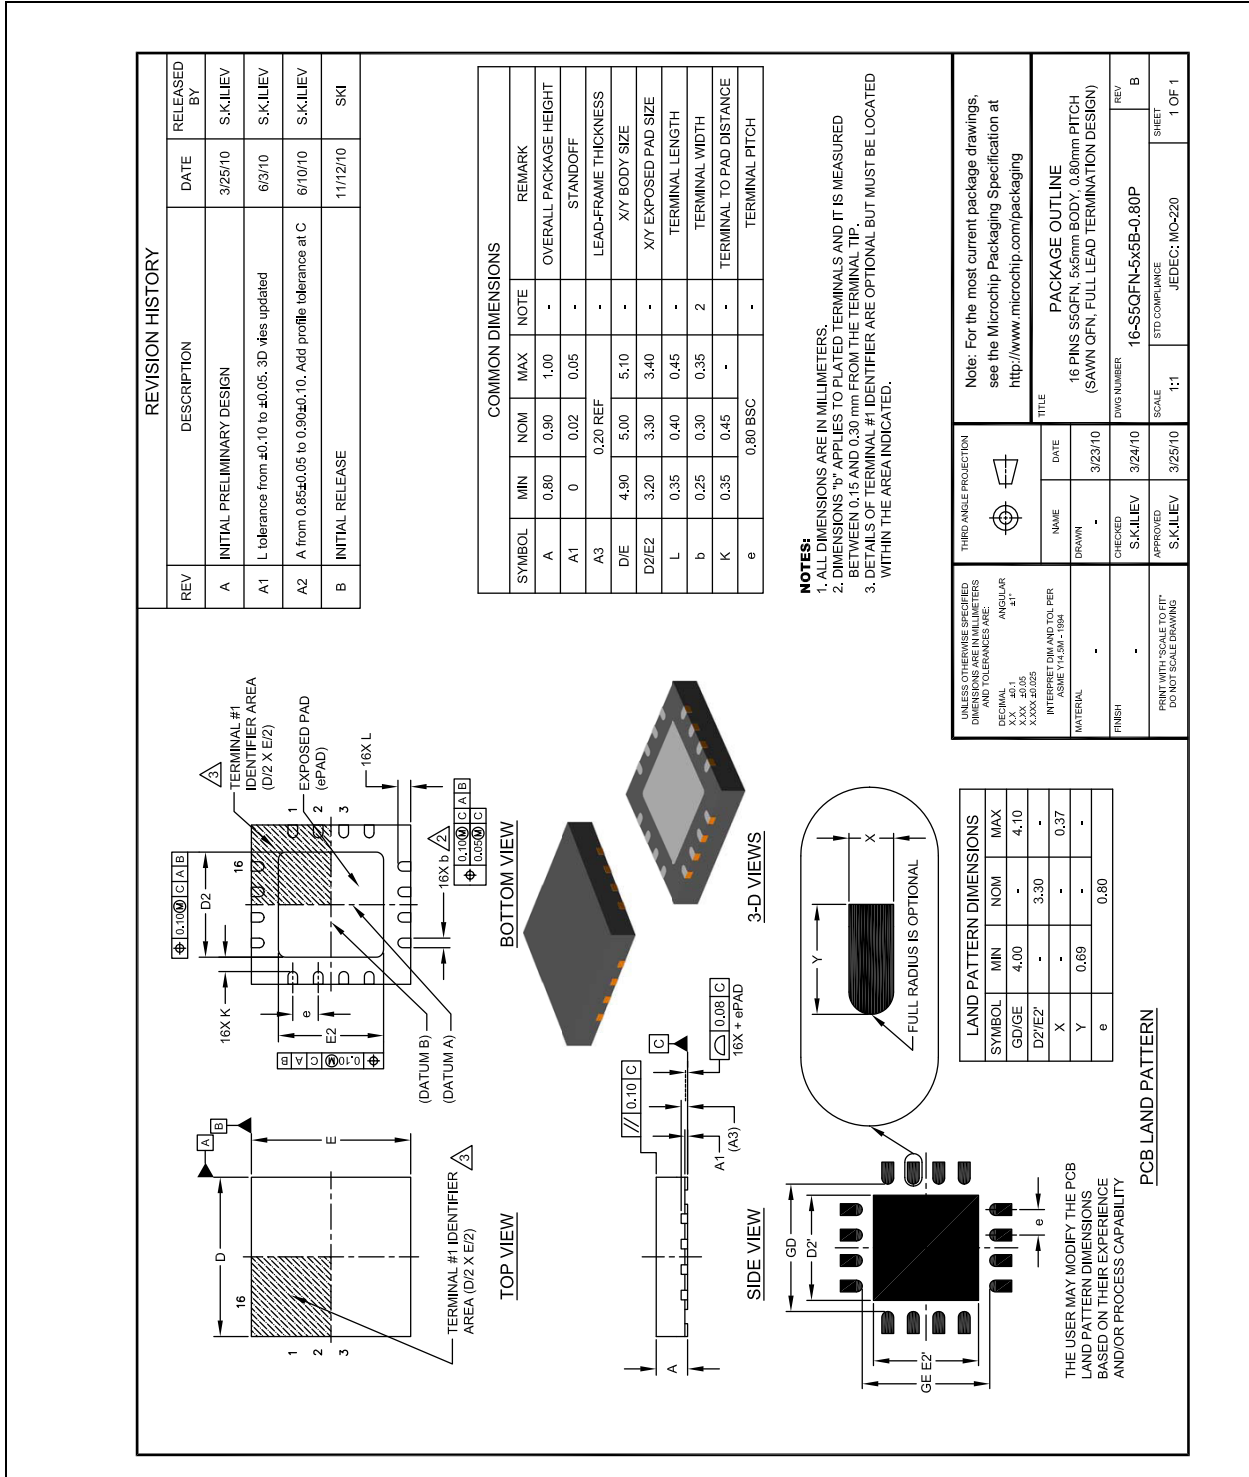 REVISION HISTORY
REV DESCRIPTION DATE RELEASED BY
A INITIAL PRELIMINARY DESIGN 3/25/10 S.K.ILIEV
A1 L tolerance from ±0.10 to ±0.05. 3D vies updated 6/3/10 S.K.ILIEV
A2 A from 0.85±0.05 to 0.90±0.10. Add profile tolerance at C 6/10/10 S.K.ILIEV
B INITIAL RELEASE 11/12/10 SKI
D
E
A
B
16
1
2
3
TERMINAL #1 IDENTIFIER
AREA (D/2 X E/2)
3
TOP VIEW
16X K
⌖ 0.10Ⓜ C A B
D2
e
E2
⌖ 0.10Ⓜ C A B
(DATUM B)
(DATUM A)
16
1
2
3
3
TERMINAL #1
IDENTIFIER AREA
(D/2 X E/2)
EXPOSED PAD
(ePAD)
16X L
16X b
2
⌖ 0.10Ⓜ C A B
0.05Ⓜ C
BOTTOM VIEW
COMMON DIMENSIONS
SYMBOL MIN NOM MAX NOTE REMARK
A 0.80 0.90 1.00 - OVERALL PACKAGE HEIGHT
A1 0 0.02 0.05 - STANDOFF
A3 0.20 REF - LEAD-FRAME THICKNESS
D/E 4.90 5.00 5.10 - X/Y BODY SIZE
D2/E2 3.20 3.30 3.40 - X/Y EXPOSED PAD SIZE
L 0.35 0.40 0.45 - TERMINAL LENGTH
b 0.25 0.30 0.35 2 TERMINAL WIDTH
K 0.35 0.45 - - TERMINAL TO PAD DISTANCE
e 0.80 BSC - TERMINAL PITCH
// 0.10 C
C
A
A1
(A3)
⌓ 0.08 C
16X + ePAD
SIDE VIEW
3-D VIEWS
NOTES:
1. ALL DIMENSIONS ARE IN MILLIMETERS.
2. DIMENSIONS "b" APPLIES TO PLATED TERMINALS AND IT IS MEASURED
BETWEEN 0.15 AND 0.30 mm FROM THE TERMINAL TIP.
3. DETAILS OF TERMINAL #1 IDENTIFIER ARE OPTIONAL BUT MUST BE LOCATED
WITHIN THE AREA INDICATED.
GD
D2'
GE
E2'
e
Y
X
FULL RADIUS IS OPTIONAL
LAND PATTERN DIMENSIONS
SYMBOL MIN NOM MAX
GD/GE 4.00 - 4.10
D2'/E2' - 3.30 -
X - - 0.37
Y 0.69 - -
e 0.80
THE USER MAY MODIFY THE PCB
LAND PATTERN DIMENSIONS
BASED ON THEIR EXPERIENCE
AND/OR PROCESS CAPABILITY
PCB LAND PATTERN
UNLESS OTHERWISE SPECIFIED
DIMENSIONS ARE IN MILLIMETERS
AND TOLERANCES ARE:
DECIMAL ANGULAR
X.X ±0.1 ±1°
X.XX ±0.05
X.XXX ±0.025
INTERPRET DIM AND TOL PER
ASME Y14.5M - 1994
MATERIAL
-
FINISH
-
PRINT WITH "SCALE TO FIT"
DO NOT SCALE DRAWING
THIRD ANGLE PROJECTION
NAME DATE
DRAWN
- 3/23/10
CHECKED
S.K.ILIEV 3/24/10
APPROVED
S.K.ILIEV 3/25/10
Note: For the most current package drawings,
see the Microchip Packaging Specification at
http://www.microchip.com/packaging
TITLE
PACKAGE OUTLINE
16 PINS S5QFN, 5x5mm BODY, 0.80mm PITCH
(SAWN QFN, FULL LEAD TERMINATION DESIGN)
DWG NUMBER
16-S5QFN-5x5B-0.80P
REV
B
SCALE
1:1
STD COMPLIANCE
JEDEC: MO-220
SHEET
1 OF 1